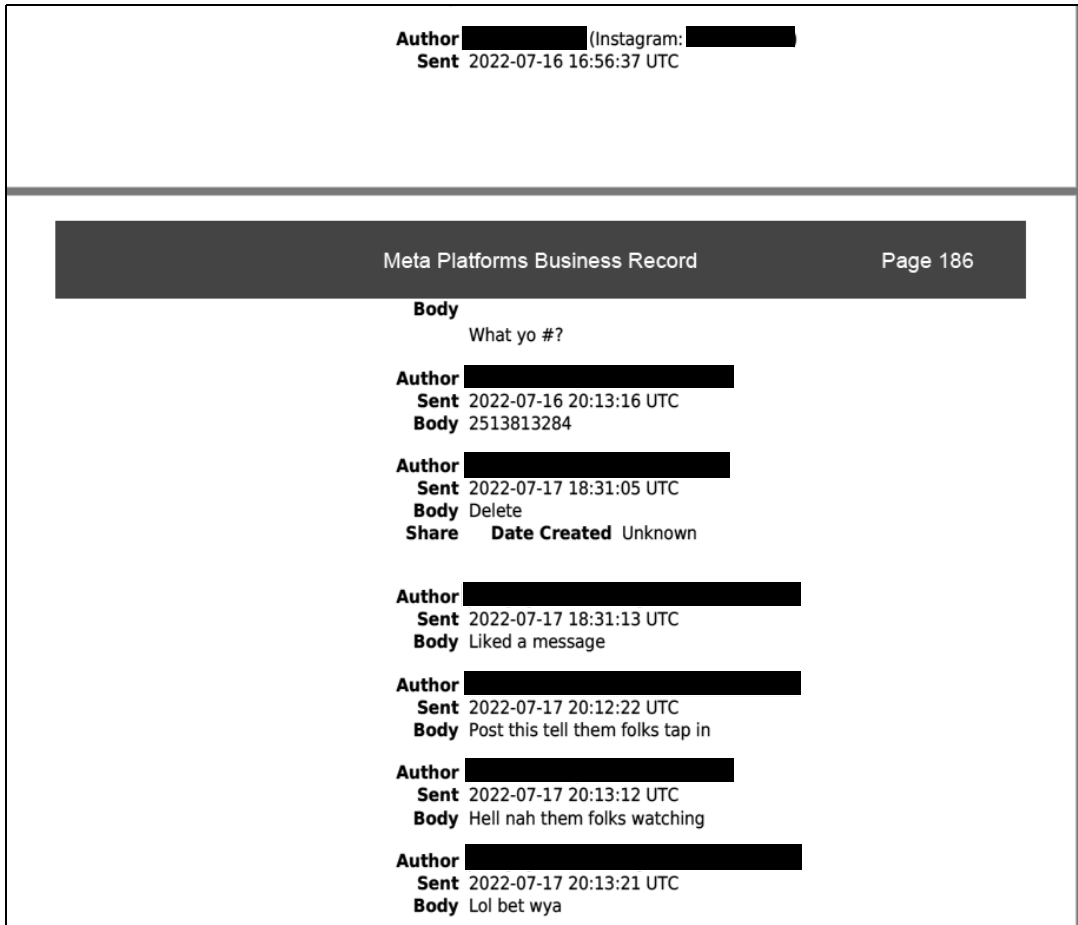 Author (Instagram:
Sent 2022-07-16 16:56:37 UTC
Meta Platforms Business Record Page 186
Body
What yo #?
Author
Sent 2022-07-16 20:13:16 UTC
Body 2513813284
Author
Sent 2022-07-17 18:31:05 UTC
Body Delete
Share Date Created Unknown
Author
Sent 2022-07-17 18:31:13 UTC
Body Liked a message
Author
Sent 2022-07-17 20:12:22 UTC
Body Post this tell them folks tap in
Author
Sent 2022-07-17 20:13:12 UTC
Body Hell nah them folks watching
Author
Sent 2022-07-17 20:13:21 UTC
Body Lol bet wya